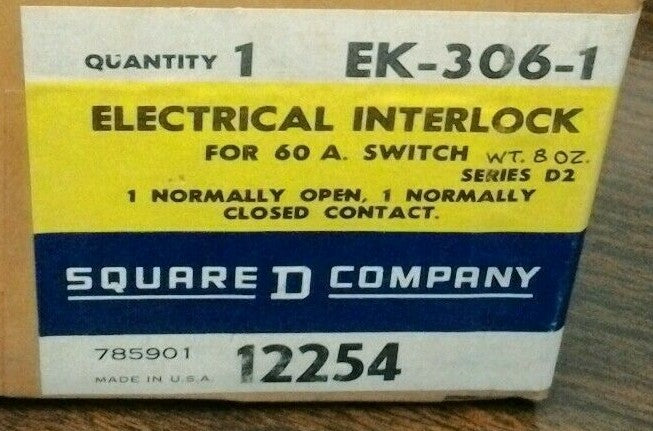 QUANTITY 1 EK-306-1
ELECTRICAL INTERLOCK
FOR 60 A. SWITCH WT. 8 OZ.
SERIES D2
1 NORMALLY OPEN, 1 NORMALLY
CLOSED CONTACT.
SQUARE D COMPANY
785901 12254
MADE IN U.S.A.